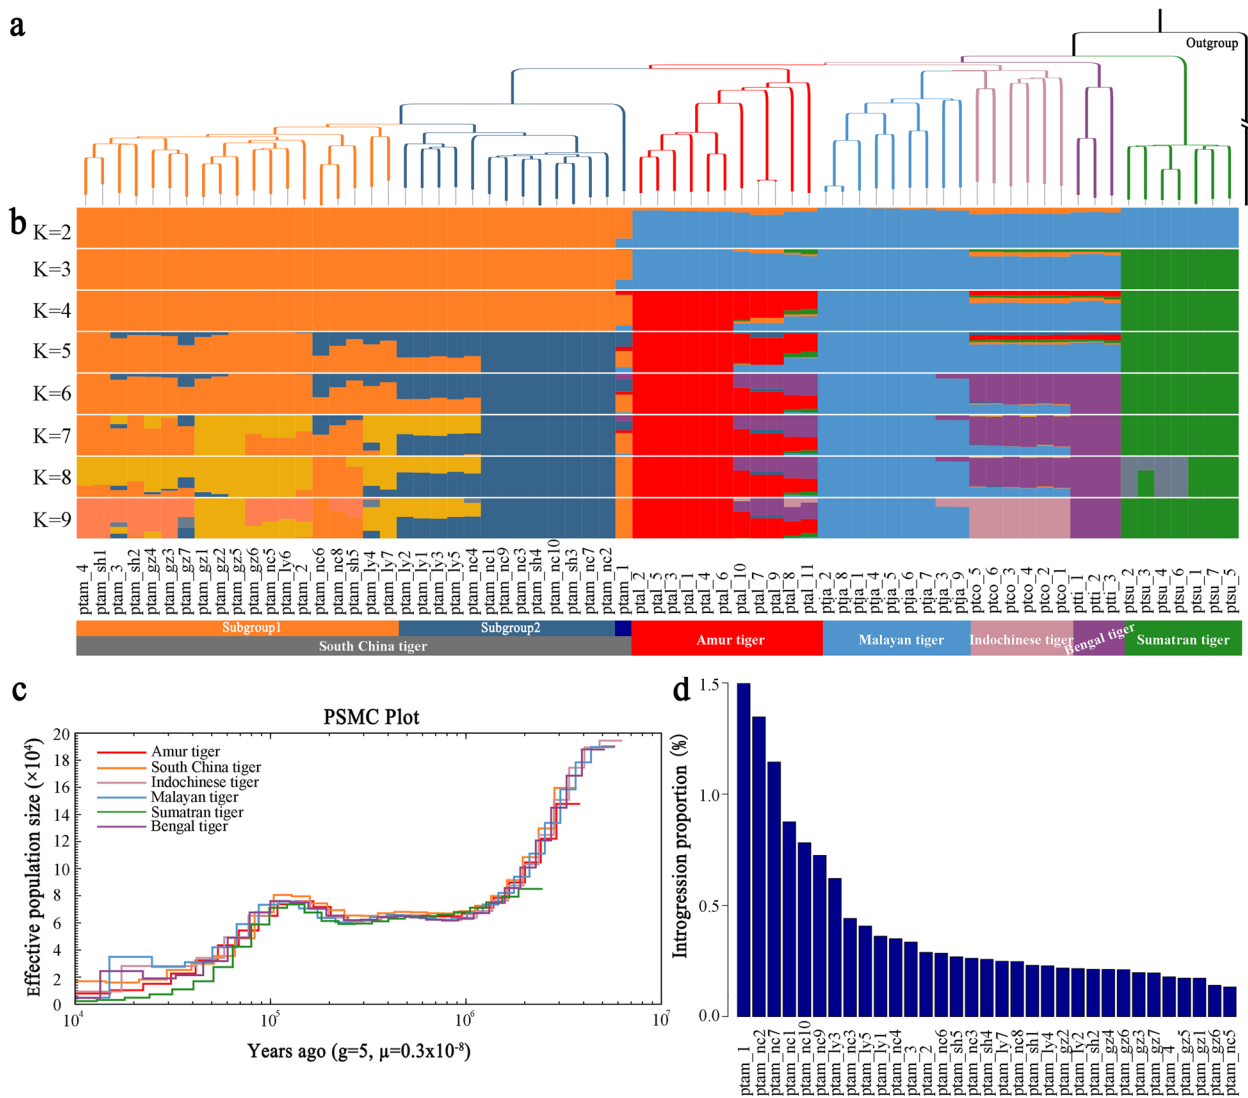 a
Outgroup
b
K=2
K=3
K=4
K=5
K=6
K=7
K=8
K=9
ptam_4
ptam_sh1
ptam_3
ptam_sh2
ptam_gz4
ptam_gz3
ptam_gz7
ptam_gz1
ptam_gz2
ptam_gz5
ptam_gz6
ptam_nc5
ptam_ly6
ptam_2
ptam_nc6
ptam_nc8
ptam_sh5
ptam_ly4
ptam_ly7
ptam_ly2
ptam_ly1
ptam_ly3
ptam_ly5
ptam_nc4
ptam_nc1
ptam_nc9
ptam_nc3
ptam_sh4
ptam_nc10
ptam_sh3
ptam_nc7
ptam_nc2
ptam_1
ptal_2
ptal_5
ptal_3
ptal_1
ptal_4
ptal_6
ptal_10
ptal_7
ptal_9
ptal_8
ptal_11
ptja_2
ptja_8
ptja_1
ptja_4
ptja_5
ptja_6
ptja_7
ptja_3
ptja_9
ptco_5
ptco_6
ptco_3
ptco_4
ptco_2
ptco_1
ptti_1
ptti_2
ptti_3
ptsu_2
ptsu_3
ptsu_4
ptsu_6
ptsu_1
ptsu_7
ptsu_5
Subgroup1
Subgroup2
South China tiger
Amur tiger
Malayan tiger
Indochinese tiger
Bengal tiger
Sumatran tiger
c
PSMC Plot
Effective population size (×10⁴)
20
18
16
14
12
10
8
6
4
2
0
Amur tiger
South China tiger
Indochinese tiger
Malayan tiger
Sumatran tiger
Bengal tiger
10⁴
10⁵
10⁶
10⁷
Years ago (g=5, μ=0.3x10⁻⁸)
d
Introgression proportion (%)
1.5
1.0
0.5
0.0
ptam_1
ptam_nc2
ptam_nc7
ptam_nc1
ptam_nc10
ptam_nc9
ptam_ly3
ptam_nc3
ptam_ly5
ptam_ly1
ptam_nc4
ptam_3
ptam_2
ptam_nc6
ptam_sh5
ptam_nc3
ptam_sh4
ptam_ly7
ptam_nc8
ptam_sh1
ptam_ly4
ptam_gz2
ptam_ly2
ptam_sh2
ptam_gz4
ptam_gz6
ptam_gz3
ptam_gz7
ptam_4
ptam_gz5
ptam_gz1
ptam_gz6
ptam_nc5